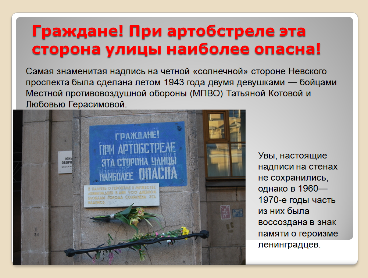 Граждане! При артобстреле эта
сторона улицы наиболее опасна!
Самая знаменитая надпись на четной «солнечной» стороне Невского
проспекта была сделана летом 1943 года двумя девушками — бойцами
Местной противовоздушной обороны (МПВО) Татьяной Котовой и
Любовью Герасимовой
ГРАЖДАНЕ!
ПРИ АРТОБСТРЕЛЕ
ЭТА СТОРОНА УЛИЦЫ
НАИБОЛЕЕ ОПАСНА
Увы, настоящие
надписи на стенах
не сохранились,
однако в 1960—
1970-е годы часть
из них была
воссоздана в знак
памяти о героизме
ленинградцев.